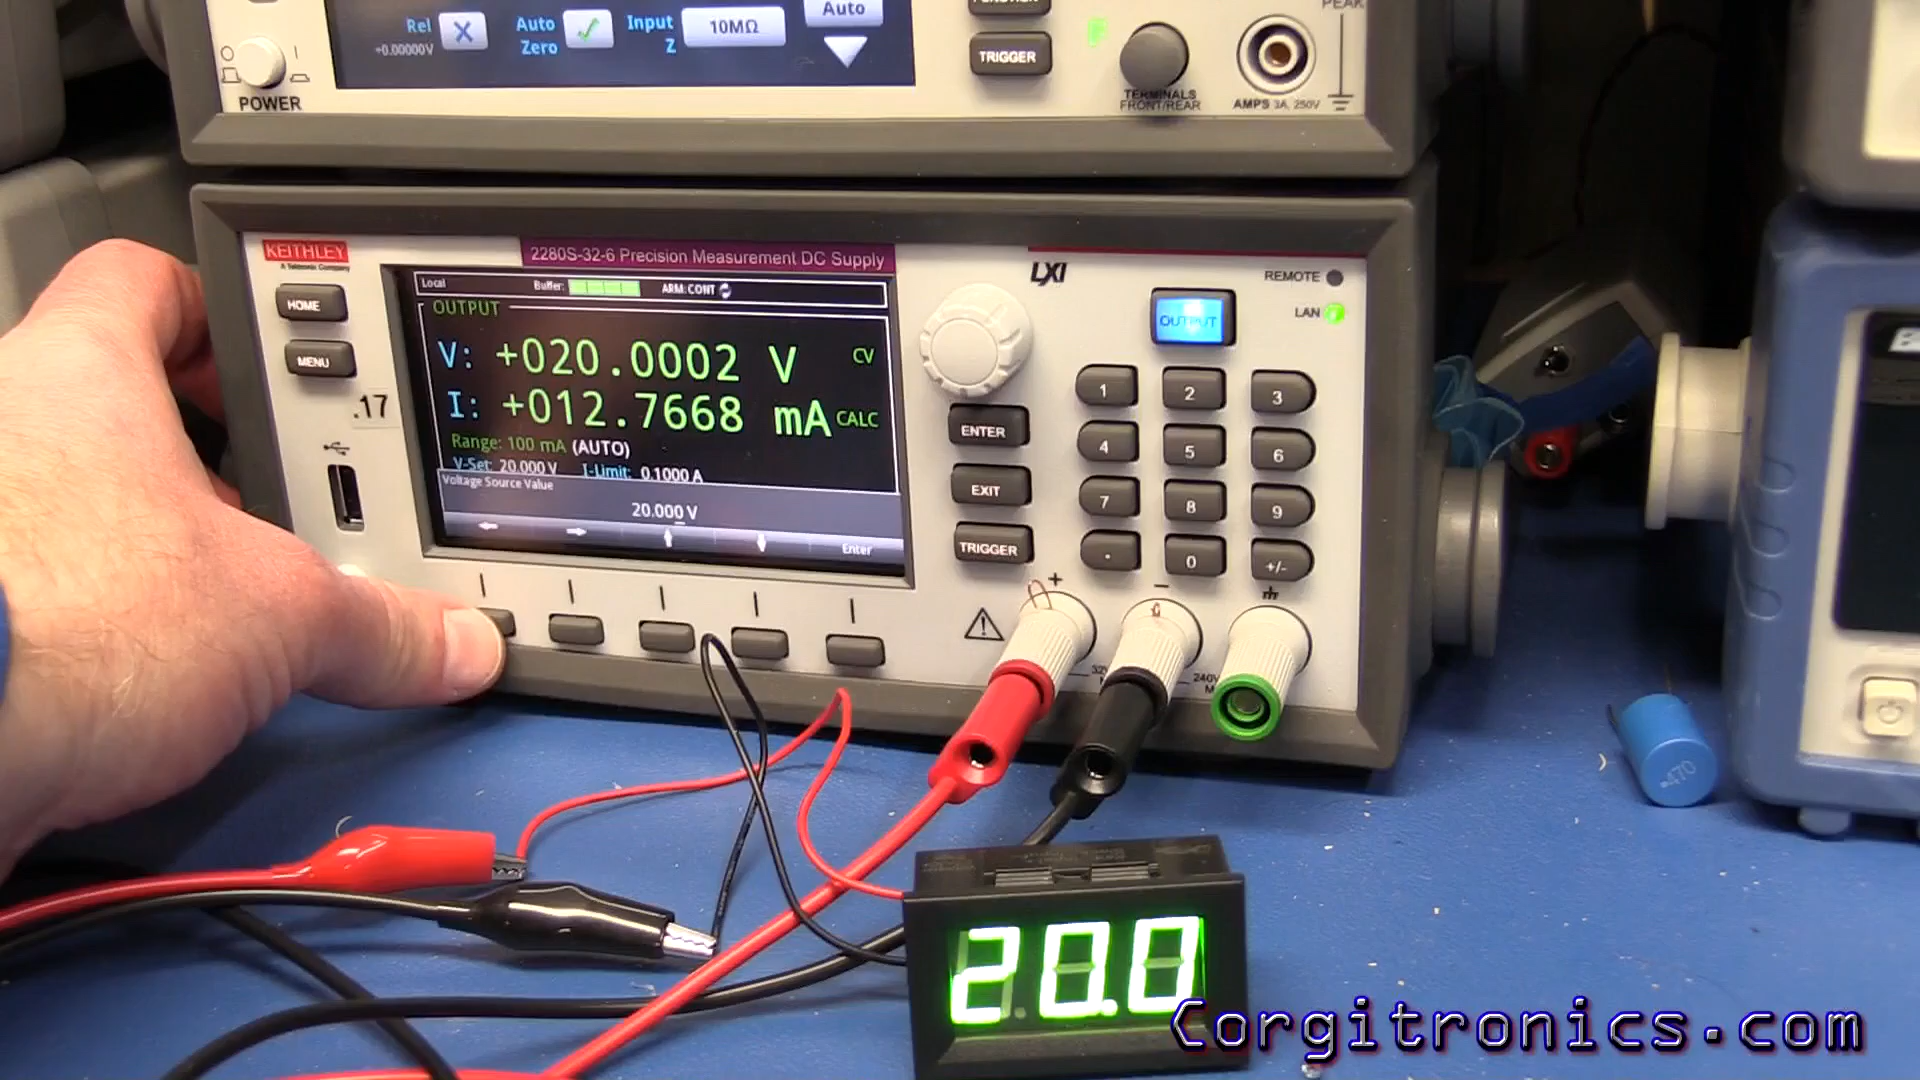 Rel
+0.00000V
Auto
Zero
Input
Z
10MΩ
Auto
TRIGGER
PEAK
POWER
TERMINALS
FRONT/REAR
AMPS 3A, 250V
KEITHLEY
A Tektronix Company
2280S-32-6 Precision Measurement DC Supply
LXI
REMOTE
LAN
HOME
MENU
.17
Local
Buffer:
ARM:CONT
OUTPUT
V: +020.0002 V
CV
I: +012.7668 mA
CALC
Range: 100 mA (AUTO)
V-Set: 20.000 V
I-Limit: 0.1000 A
Voltage Source Value
20.000 V
Enter
OUTPUT
ENTER
EXIT
TRIGGER
1
2
3
4
5
6
7
8
9
.
0
+/-
+
−
470
20.0
Corgitronics.com